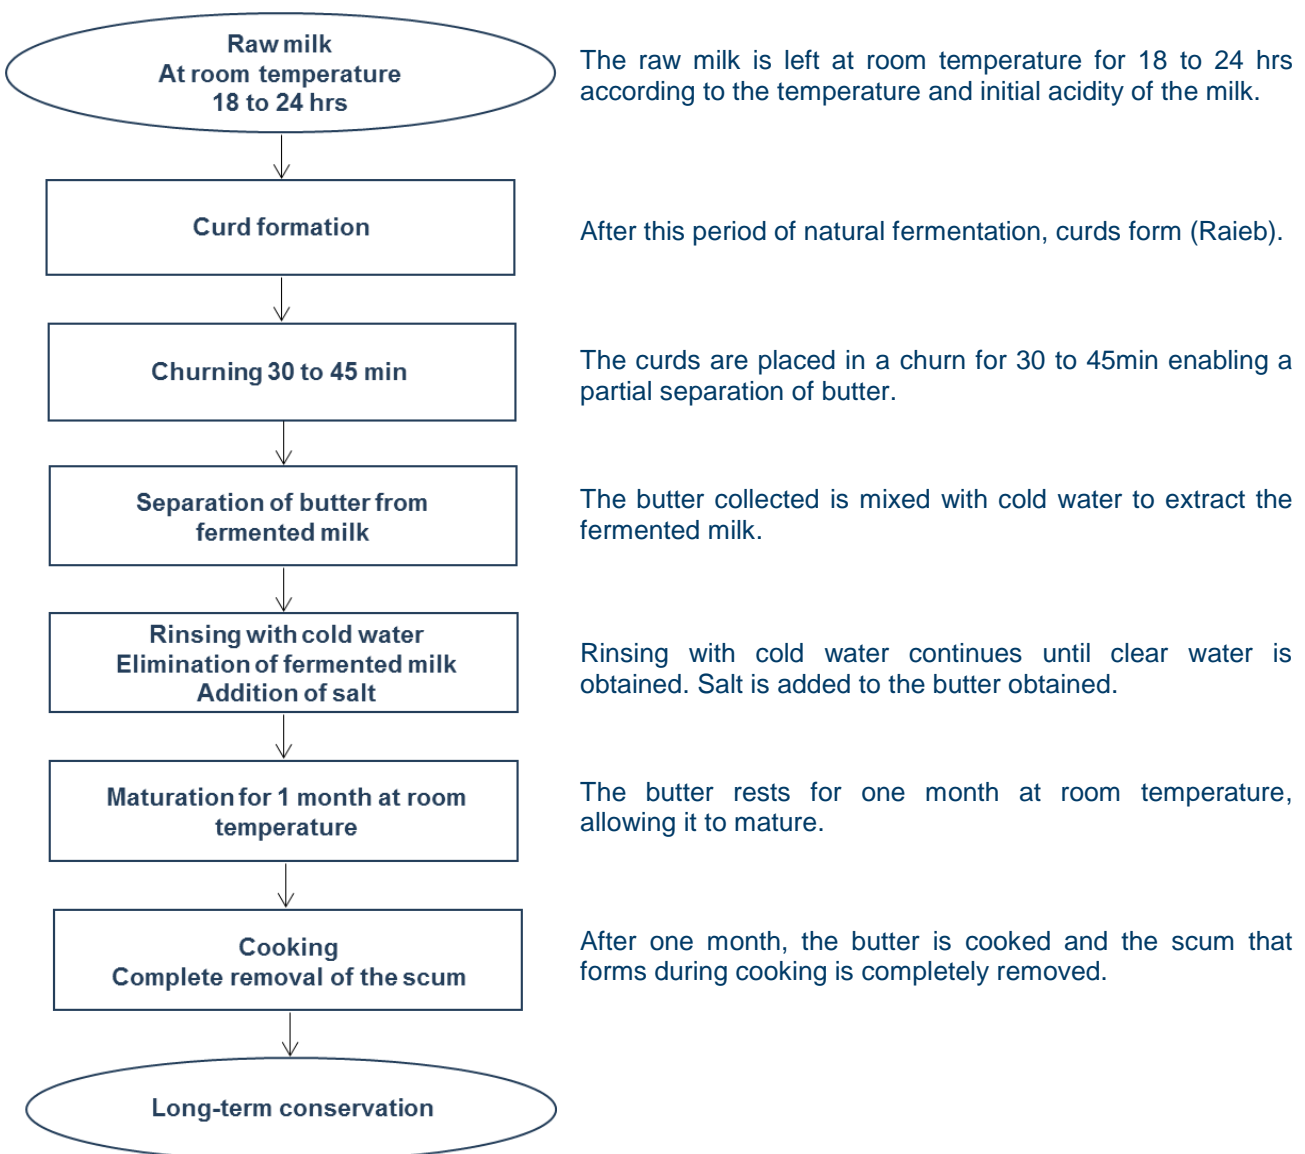 Raw milk
At room temperature
18 to 24 hrs
The raw milk is left at room temperature for 18 to 24 hrs
according to the temperature and initial acidity of the milk.
Curd formation
After this period of natural fermentation, curds form (Raieb).
Churning 30 to 45 min
The curds are placed in a churn for 30 to 45min enabling a
partial separation of butter.
Separation of butter from
fermented milk
The butter collected is mixed with cold water to extract the
fermented milk.
Rinsing with cold water
Elimination of fermented milk
Addition of salt
Rinsing with cold water continues until clear water is
obtained. Salt is added to the butter obtained.
Maturation for 1 month at room
temperature
The butter rests for one month at room temperature,
allowing it to mature.
Cooking
Complete removal of the scum
After one month, the butter is cooked and the scum that
forms during cooking is completely removed.
Long-term conservation